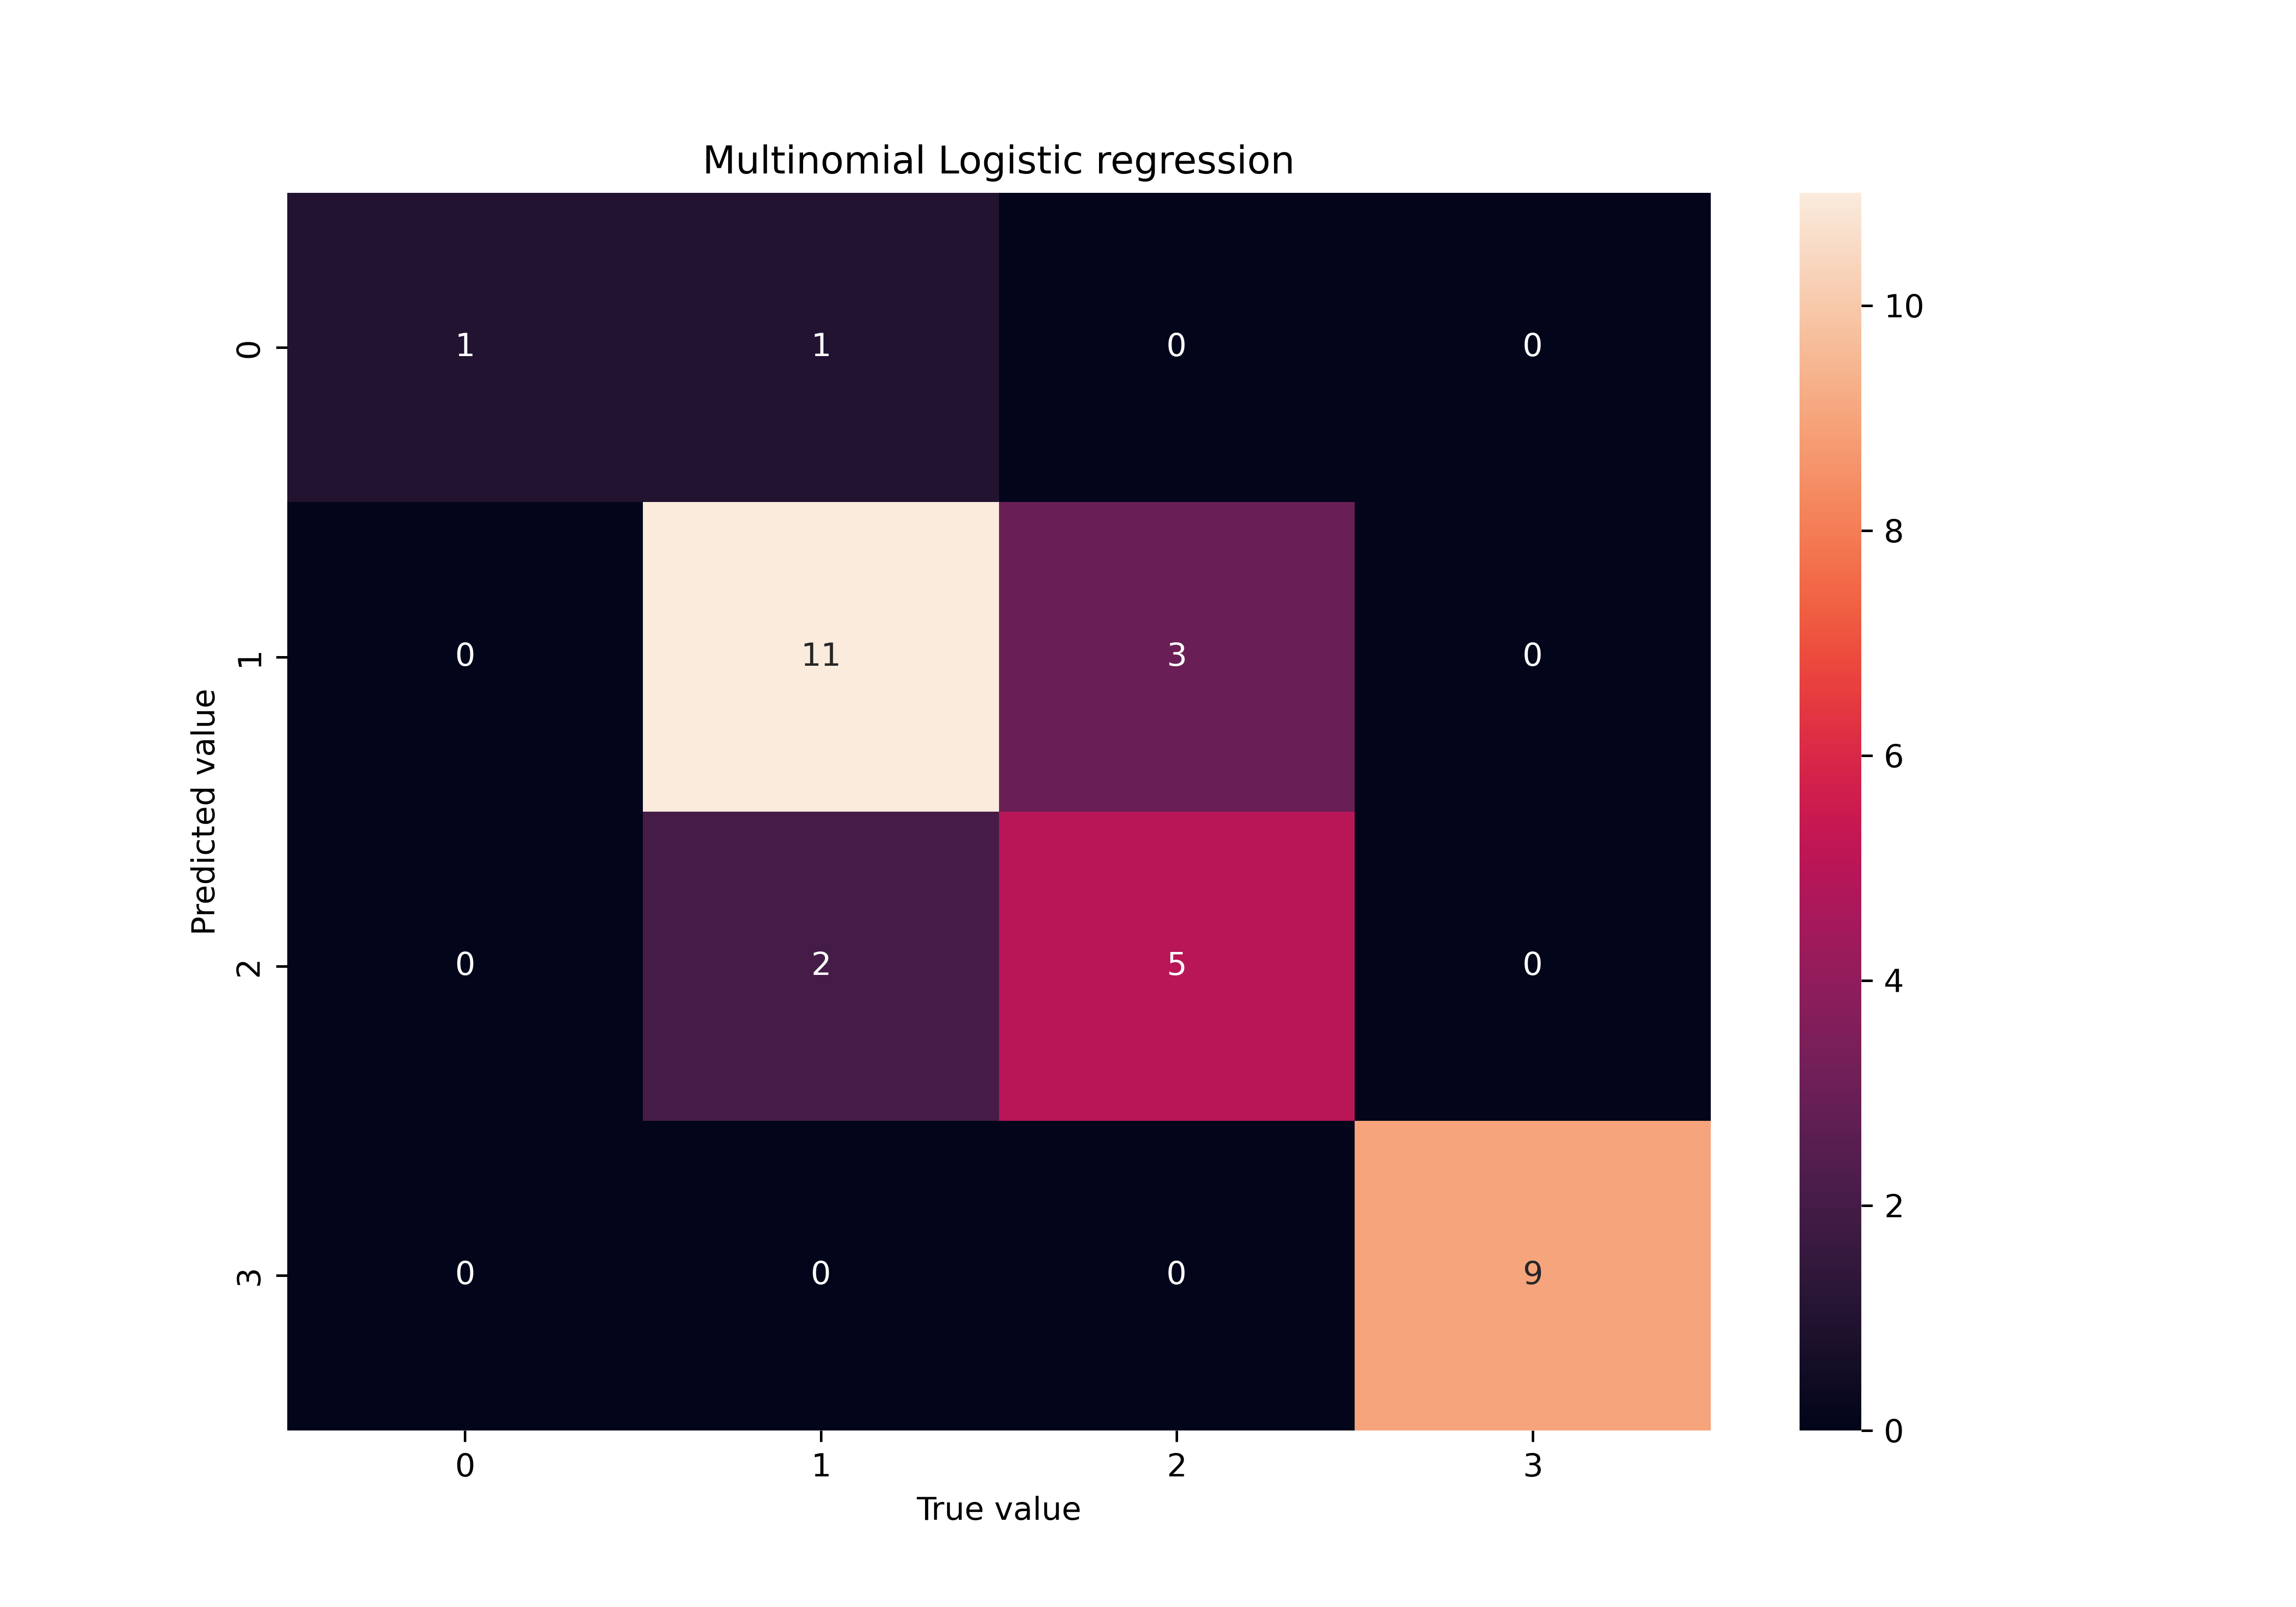 Multinomial Logistic regression
10
8
6
4
2
0
Predicted value
0
1
2
3
1 1 0 0
0 11 3 0
0 2 5 0
0 0 0 9
0 1 2 3
True value